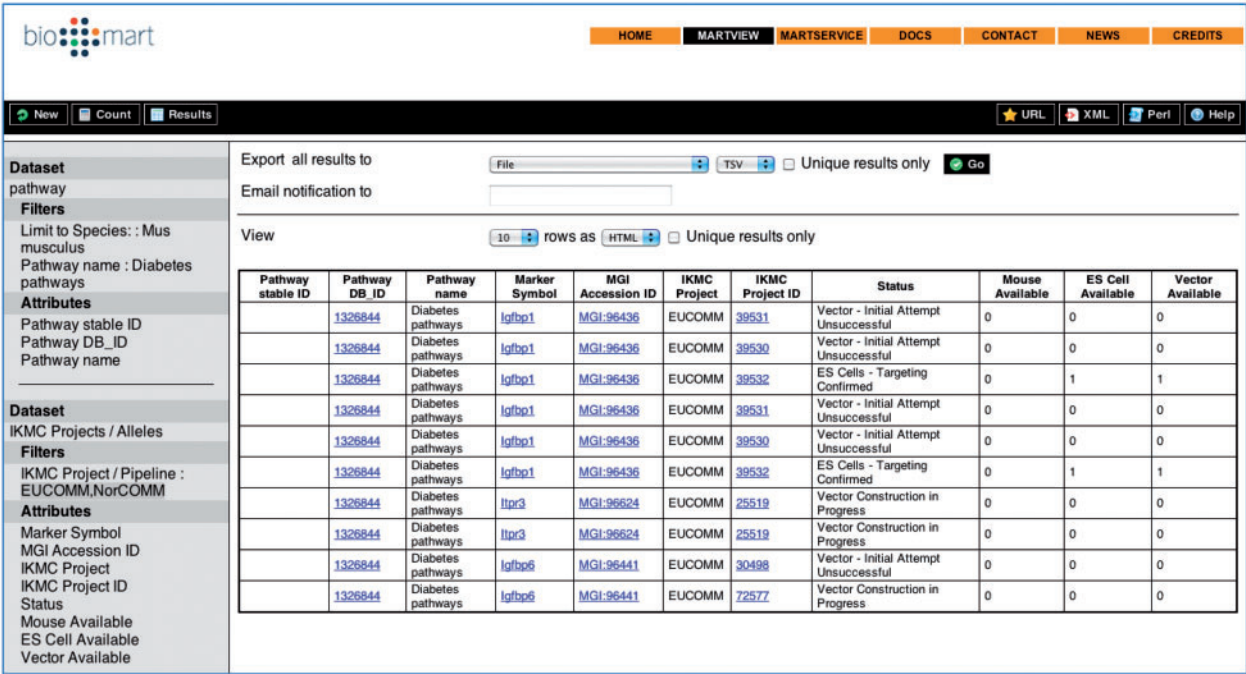 bio mart
HOME MARTVIEW MARTSERVICE DOCS CONTACT NEWS CREDITS
New Count Results URL XML Perl Help
Dataset
pathway
Filters
Limit to Species: : Mus
musculus
Pathway name : Diabetes
pathways
Attributes
Pathway stable ID
Pathway DB_ID
Pathway name
Dataset
IKMC Projects / Alleles
Filters
IKMC Project / Pipeline :
EUCOMM,NorCOMM
Attributes
Marker Symbol
MGI Accession ID
IKMC Project
IKMC Project ID
Status
Mouse Available
ES Cell Available
Vector Available
Export all results to File TSV Unique results only Go
Email notification to
View 10 rows as HTML Unique results only
Pathway stable ID Pathway DB_ID Pathway name Marker Symbol MGI Accession ID IKMC Project IKMC Project ID Status Mouse Available ES Cell Available Vector Available
1326844 Diabetes pathways Igfbp1 MGI:96436 EUCOMM 39531 Vector - Initial Attempt Unsuccessful 0 0 0
1326844 Diabetes pathways Igfbp1 MGI:96436 EUCOMM 39530 Vector - Initial Attempt Unsuccessful 0 0 0
1326844 Diabetes pathways Igfbp1 MGI:96436 EUCOMM 39532 ES Cells - Targeting Confirmed 0 1 1
1326844 Diabetes pathways Igfbp1 MGI:96436 EUCOMM 39531 Vector - Initial Attempt Unsuccessful 0 0 0
1326844 Diabetes pathways Igfbp1 MGI:96436 EUCOMM 39530 Vector - Initial Attempt Unsuccessful 0 0 0
1326844 Diabetes pathways Igfbp1 MGI:96436 EUCOMM 39532 ES Cells - Targeting Confirmed 0 1 1
1326844 Diabetes pathways Itpr3 MGI:96624 EUCOMM 25519 Vector Construction in Progress 0 0 0
1326844 Diabetes pathways Itpr3 MGI:96624 EUCOMM 25519 Vector Construction in Progress 0 0 0
1326844 Diabetes pathways Igfbp6 MGI:96441 EUCOMM 30498 Vector - Initial Attempt Unsuccessful 0 0 0
1326844 Diabetes pathways Igfbp6 MGI:96441 EUCOMM 72577 Vector Construction in Progress 0 0 0